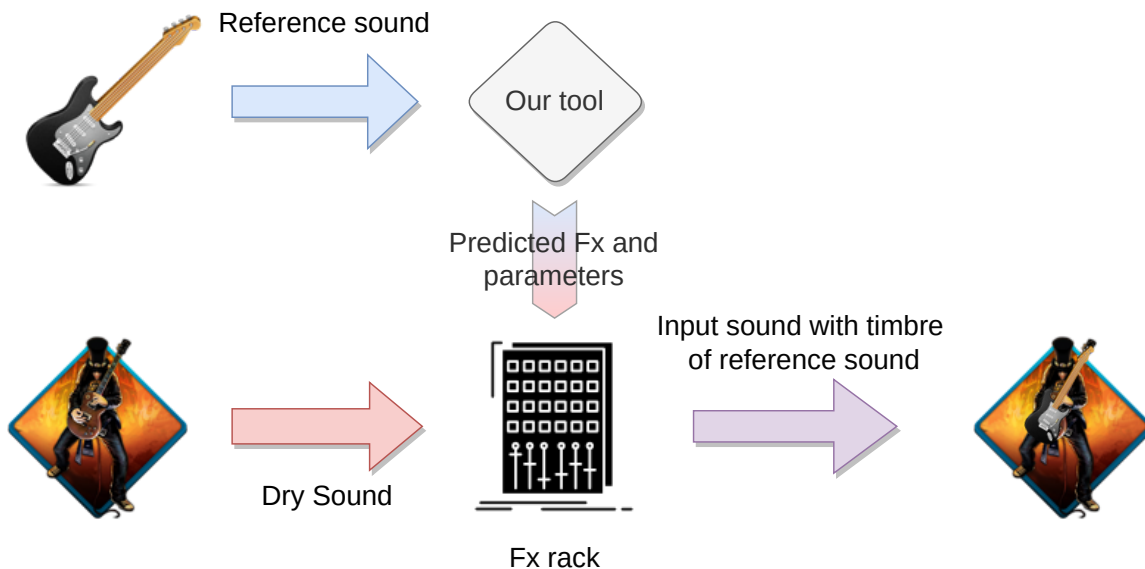 Reference sound
Our tool
Predicted Fx and
parameters
Input sound with timbre
of reference sound
Dry Sound
Fx rack